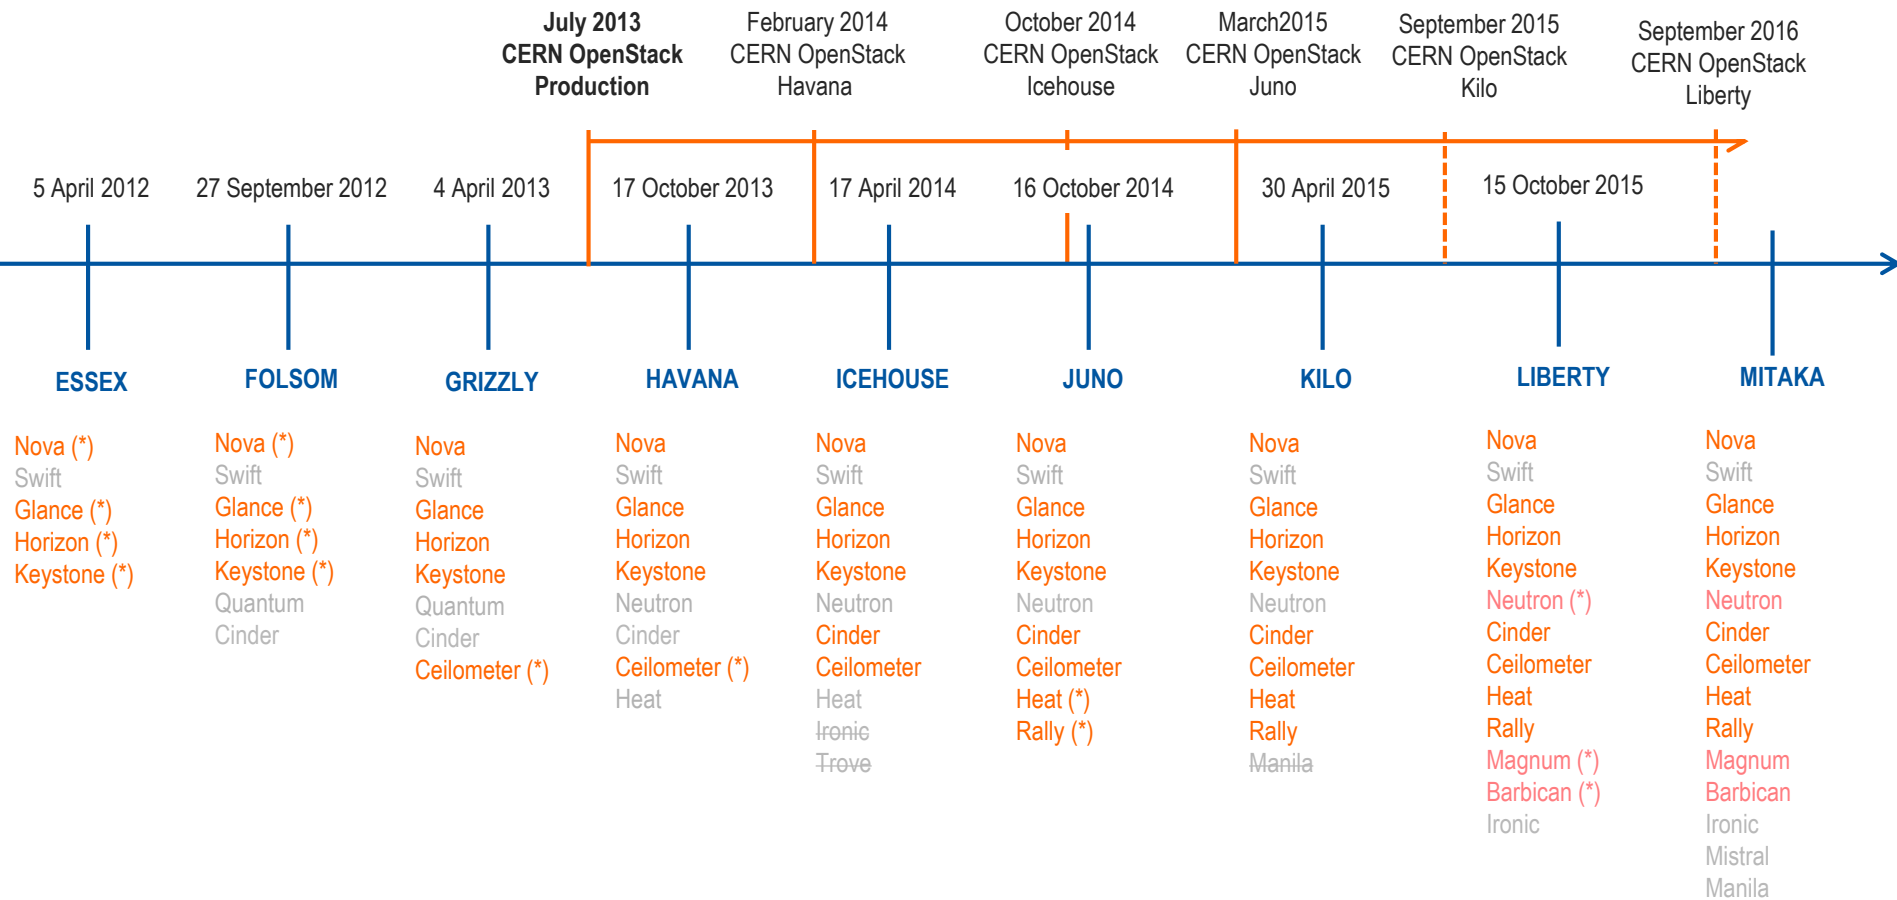 July 2013
CERN OpenStack
Production
February 2014
CERN OpenStack
Havana
October 2014
CERN OpenStack
Icehouse
March2015
CERN OpenStack
Juno
September 2015
CERN OpenStack
Kilo
September 2016
CERN OpenStack
Liberty
5 April 2012
27 September 2012
4 April 2013
17 October 2013
17 April 2014
16 October 2014
30 April 2015
15 October 2015
ESSEX
Nova (*)
Swift
Glance (*)
Horizon (*)
Keystone (*)
FOLSOM
Nova (*)
Swift
Glance (*)
Horizon (*)
Keystone (*)
Quantum
Cinder
GRIZZLY
Nova
Swift
Glance
Horizon
Keystone
Quantum
Cinder
Ceilometer (*)
HAVANA
Nova
Swift
Glance
Horizon
Keystone
Neutron
Cinder
Ceilometer (*)
Heat
ICEHOUSE
Nova
Swift
Glance
Horizon
Keystone
Neutron
Cinder
Ceilometer
Heat
Ironic
Trove
JUNO
Nova
Swift
Glance
Horizon
Keystone
Neutron
Cinder
Ceilometer
Heat (*)
Rally (*)
KILO
Nova
Swift
Glance
Horizon
Keystone
Neutron
Cinder
Ceilometer
Heat
Rally
Manila
LIBERTY
Nova
Swift
Glance
Horizon
Keystone
Neutron (*)
Cinder
Ceilometer
Heat
Rally
Magnum (*)
Barbican (*)
Ironic
MITAKA
Nova
Swift
Glance
Horizon
Keystone
Neutron
Cinder
Ceilometer
Heat
Rally
Magnum
Barbican
Ironic
Mistral
Manila